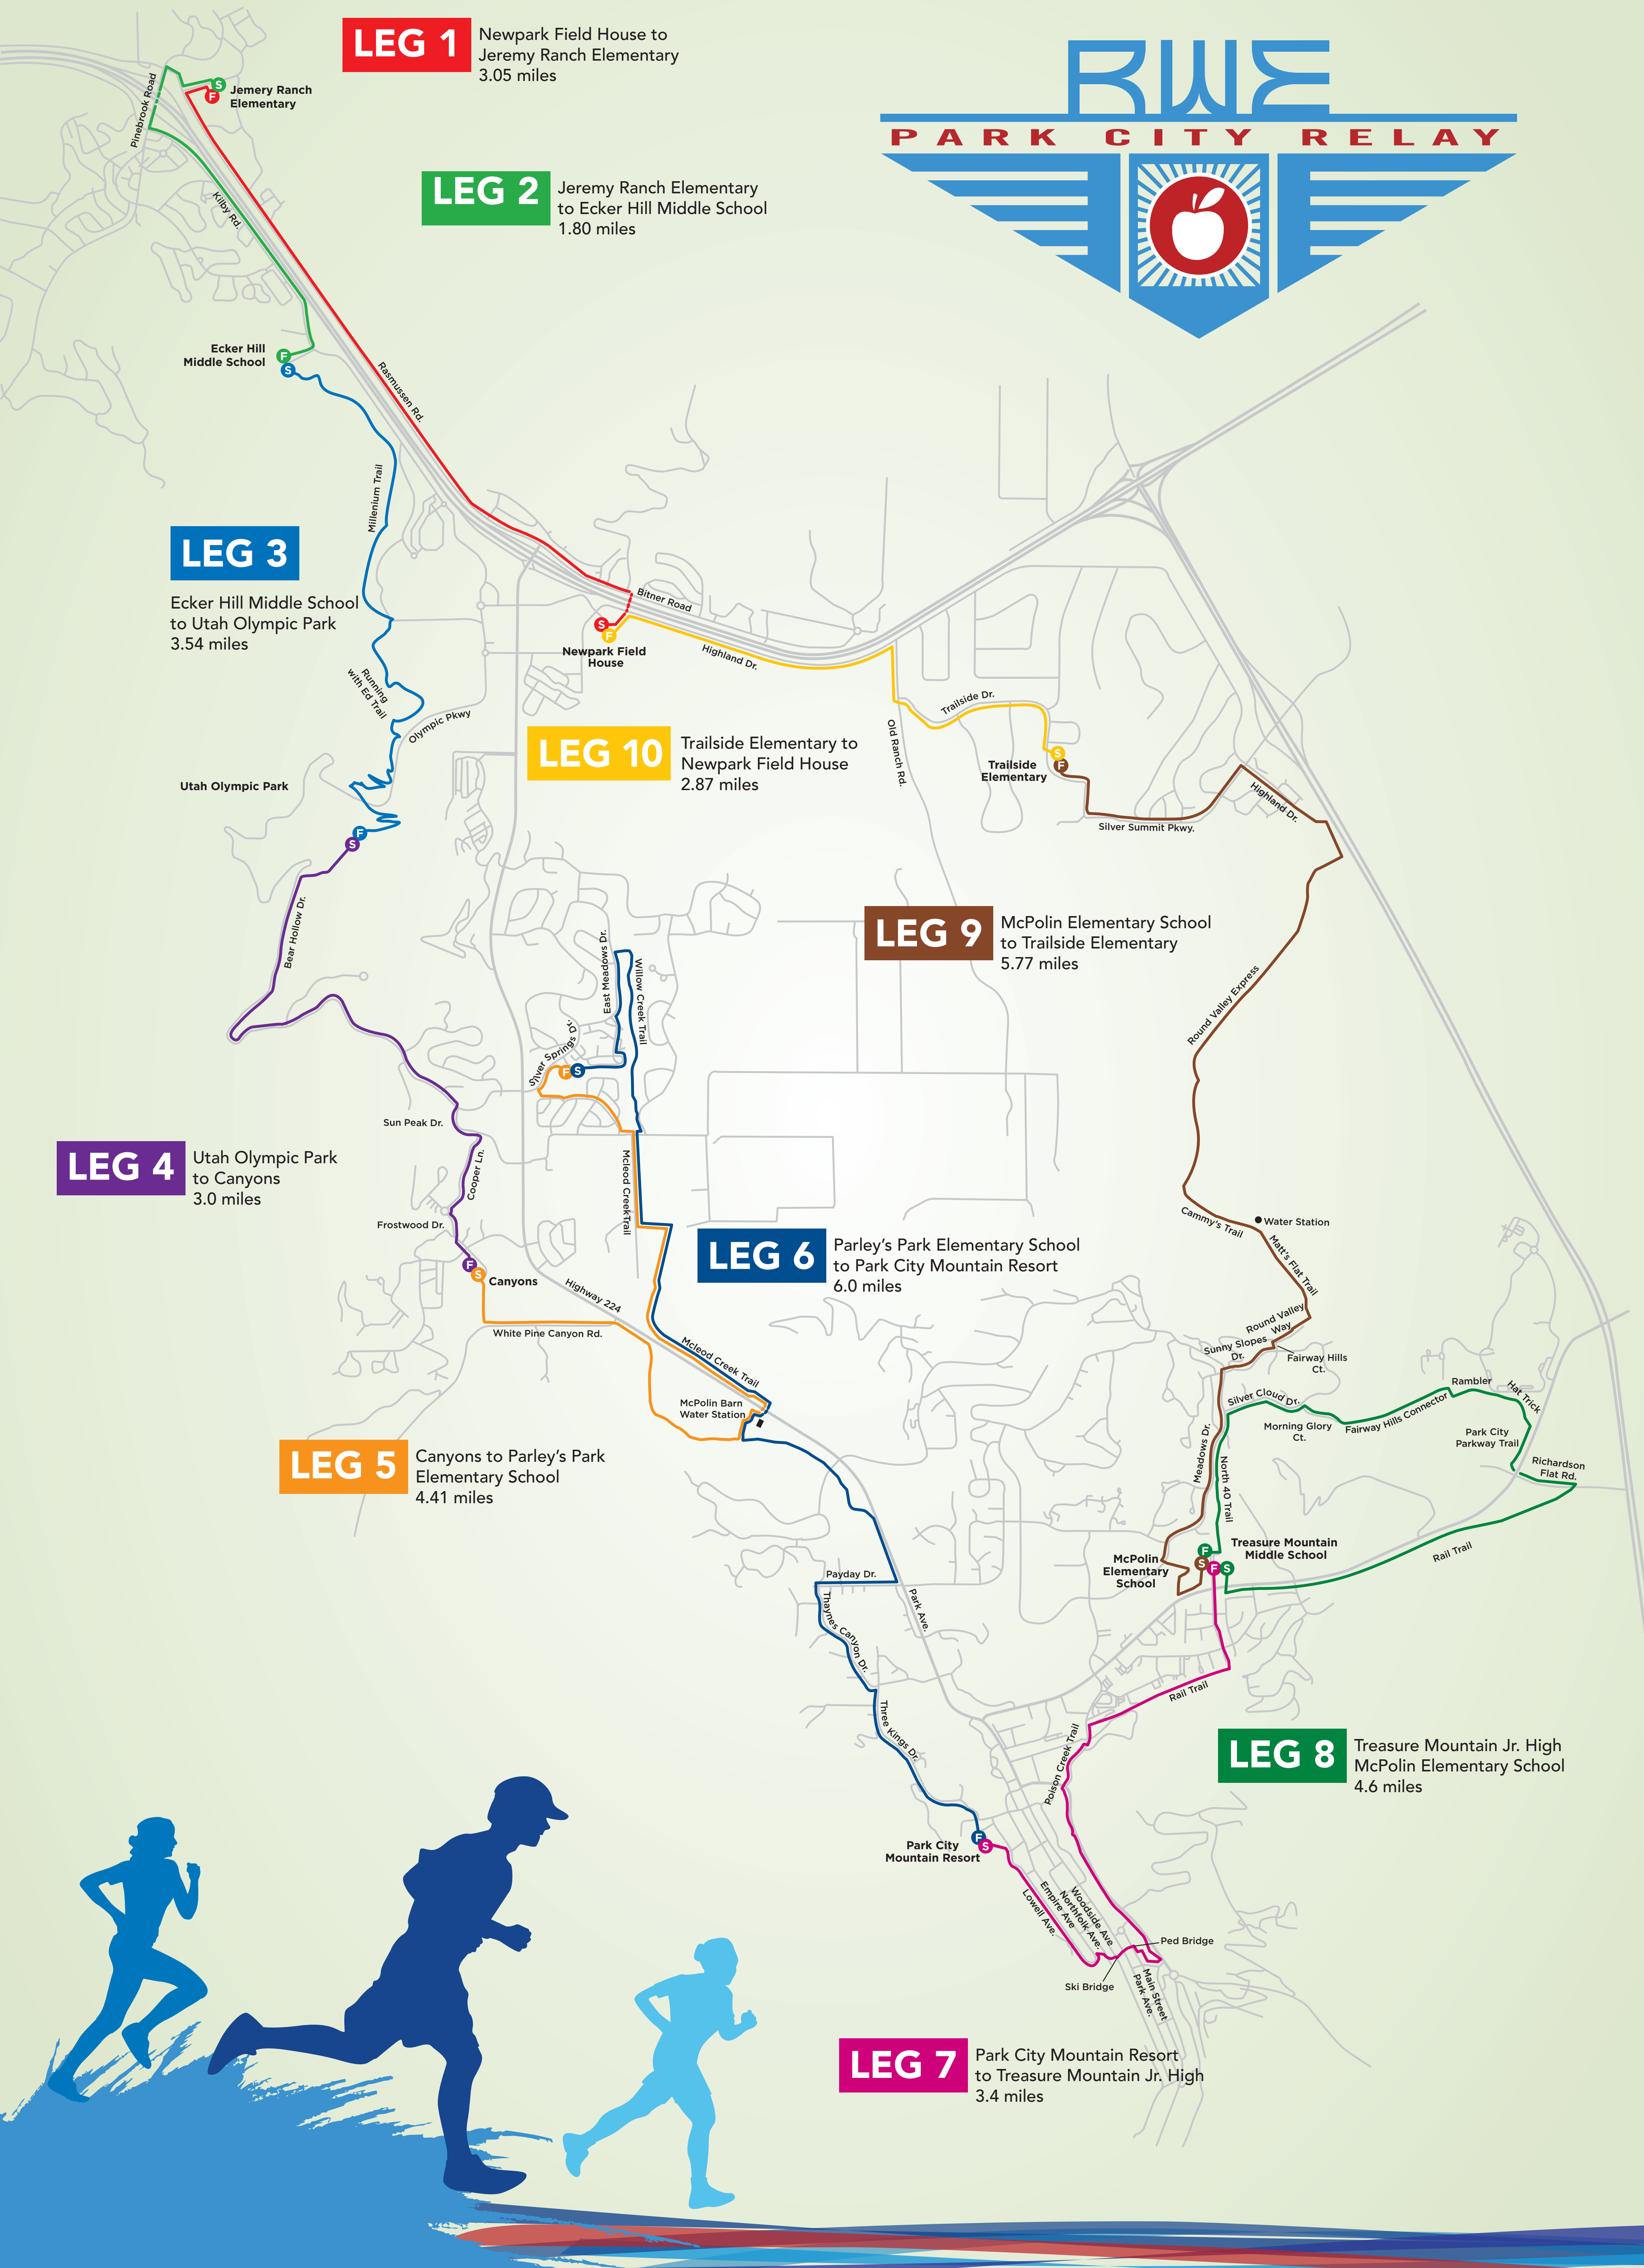 LEG 1
Newpark Field House to
Jeremy Ranch Elementary
3.05 miles
RWE
PARK CITY RELAY
Pinebrook Road
S
F
Jemery Ranch
Elementary
LEG 2
Jeremy Ranch Elementary
to Ecker Hill Middle School
1.80 miles
Kilby Rd.
Ecker Hill
Middle School
F
S
Rasmussen Rd.
Millenium Trail
LEG 3
Ecker Hill Middle School
to Utah Olympic Park
3.54 miles
Bitner Road
S
F
Newpark Field
House
Highland Dr.
Running
with Ed Trail
Olympic Pkwy
Trailside Dr.
Old Ranch Rd.
LEG 10
Trailside Elementary to
Newpark Field House
2.87 miles
S
F
Trailside
Elementary
Utah Olympic Park
Highland Dr.
Silver Summit Pkwy.
F
S
Bear Hollow Dr.
LEG 9
McPolin Elementary School
to Trailside Elementary
5.77 miles
East Meadows Dr.
Willow Creek Trail
Round Valley Express
Silver Springs Dr.
F
S
Sun Peak Dr.
LEG 4
Utah Olympic Park
to Canyons
3.0 miles
Cooper Ln.
Mcleod CreekTrail
Frostwood Dr.
Cammy's Trail
Water Station
LEG 6
Parley's Park Elementary School
to Park City Mountain Resort
6.0 miles
Matt's Flat Trail
F
S
Canyons
Highway 224
White Pine Canyon Rd.
Mcleod Creek Trail
Round Valley
Way
Sunny Slopes
Dr.
Fairway Hills
Ct.
McPolin Barn
Water Station
Silver Cloud Dr.
Morning Glory
Ct.
Fairway Hills Connector
Rambler
Hat Trick
Park City
Parkway Trail
Richardson
Flat Rd.
LEG 5
Canyons to Parley's Park
Elementary School
4.41 miles
Meadows Dr.
North 40 Trail
Treasure Mountain
Middle School
F
S
F
S
McPolin
Elementary
School
Rail Trail
Payday Dr.
Park Ave.
Thaynes Canyon Dr.
Rail Trail
Three Kings Dr.
Poison Creek Trail
LEG 8
Treasure Mountain Jr. High
McPolin Elementary School
4.6 miles
F
S
Park City
Mountain Resort
Lowell Ave.
Empire Ave
Northfolk Ave.
Woodside Ave
Ped Bridge
Ski Bridge
Main Street
Park Ave.
LEG 7
Park City Mountain Resort
to Treasure Mountain Jr. High
3.4 miles